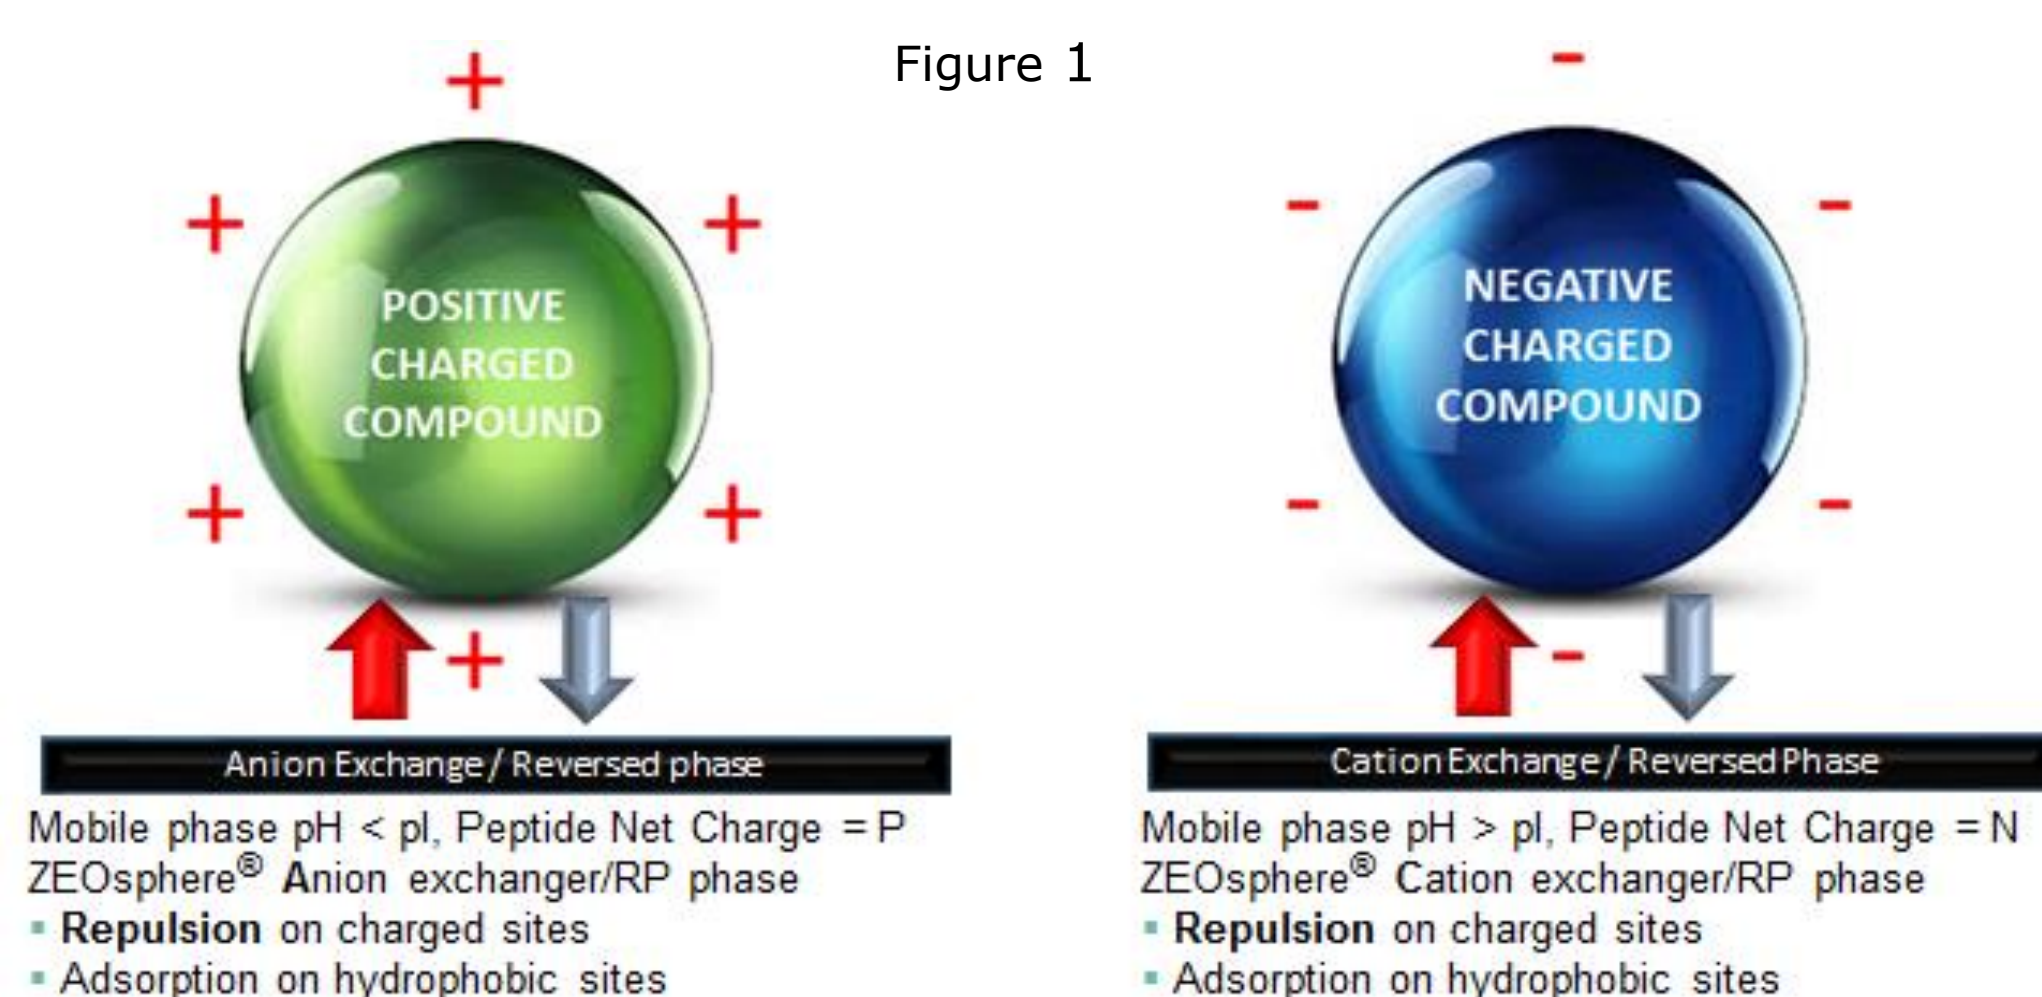 Figure 1
+
+
+
POSITIVE
CHARGED
COMPOUND
+
+
+
Anion Exchange / Reversed phase
Mobile phase pH < pI, Peptide Net Charge = P
ZEOsphere® Anion exchanger/RP phase
▪ Repulsion on charged sites
▪ Adsorption on hydrophobic sites
-
-
-
NEGATIVE
CHARGED
COMPOUND
-
-
-
Cation Exchange / Reversed Phase
Mobile phase pH > pI, Peptide Net Charge = N
ZEOsphere® Cation exchanger/RP phase
▪ Repulsion on charged sites
▪ Adsorption on hydrophobic sites